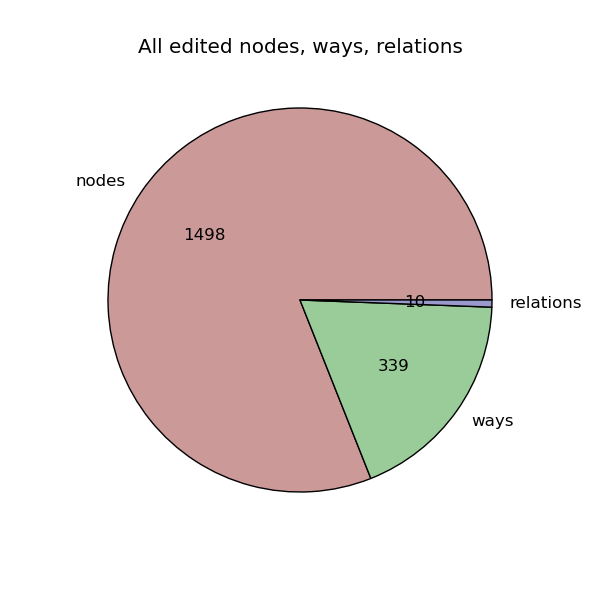 All edited nodes, ways, relations
nodes
1498
10
relations
339
ways